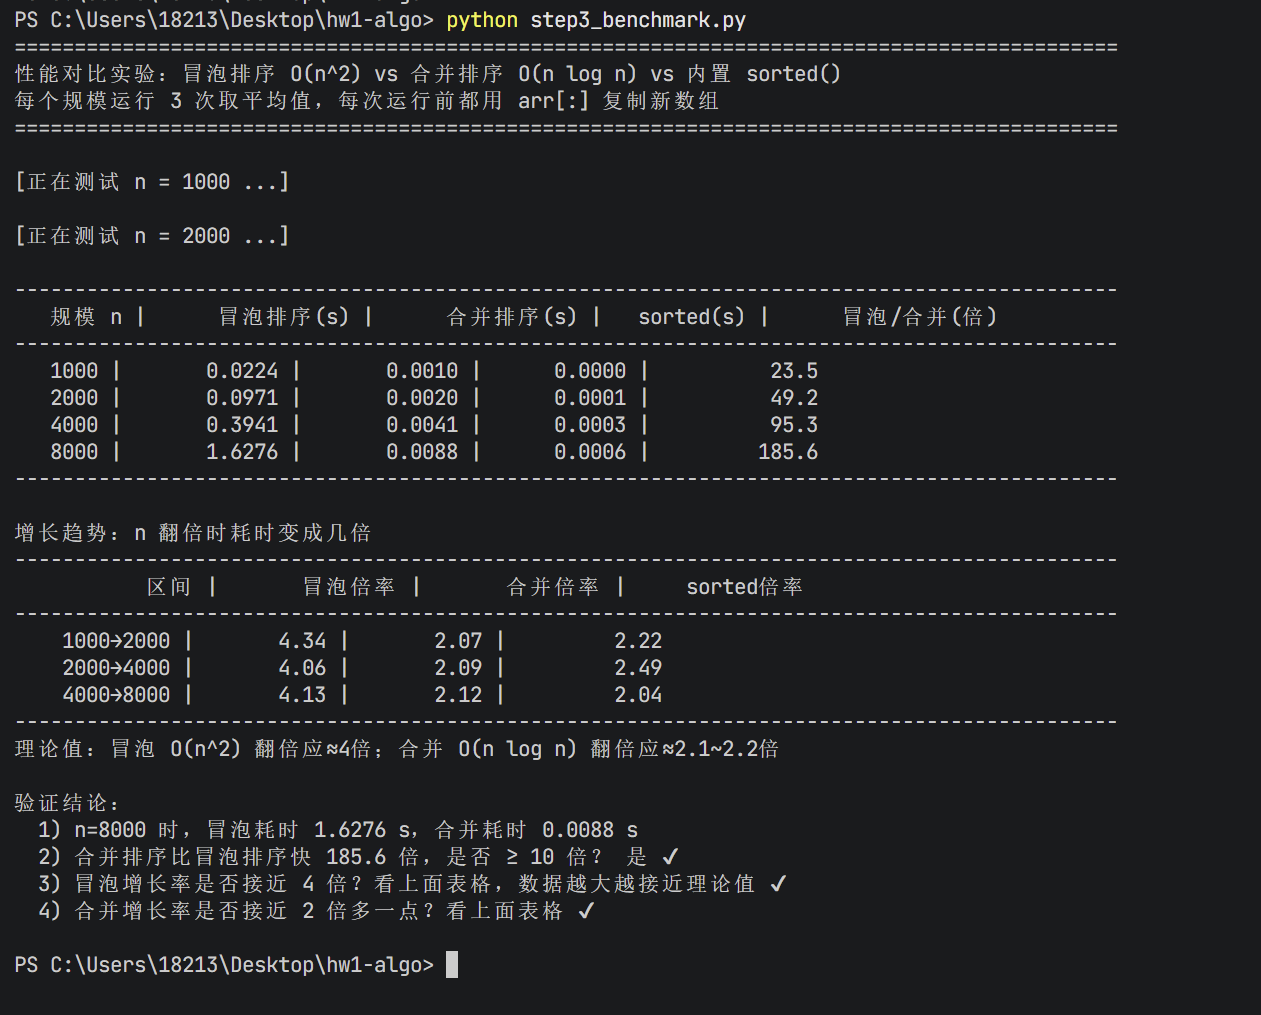 PS C:\Users\18213\Desktop\hw1-algo> python step3_benchmark.py
============================================================================================
性能对比实验: 冒泡排序 O(n^2) vs 合并排序 O(n log n) vs 内置 sorted()
每个规模运行 3 次取平均值，每次运行前都用 arr[:] 复制新数组
============================================================================================
[正在测试 n = 1000 ...]
[正在测试 n = 2000 ...]
--------------------------------------------------------------------------------------------
规模 n | 冒泡排序(s) | 合并排序(s) | sorted(s) | 冒泡/合并(倍)
--------------------------------------------------------------------------------------------
1000 | 0.0224 | 0.0010 | 0.0000 | 23.5
2000 | 0.0971 | 0.0020 | 0.0001 | 49.2
4000 | 0.3941 | 0.0041 | 0.0003 | 95.3
8000 | 1.6276 | 0.0088 | 0.0006 | 185.6
--------------------------------------------------------------------------------------------
增长趋势: n 翻倍时耗时变成几倍
--------------------------------------------------------------------------------------------
区间 | 冒泡倍率 | 合并倍率 | sorted倍率
--------------------------------------------------------------------------------------------
1000→2000 | 4.34 | 2.07 | 2.22
2000→4000 | 4.06 | 2.09 | 2.49
4000→8000 | 4.13 | 2.12 | 2.04
--------------------------------------------------------------------------------------------
理论值: 冒泡 O(n^2) 翻倍应≈4倍; 合并 O(n log n) 翻倍应≈2.1~2.2倍
验证结论:
1) n=8000 时，冒泡耗时 1.6276 s，合并耗时 0.0088 s
2) 合并排序比冒泡排序快 185.6 倍，是否 ≥ 10 倍？ 是 ✓
3) 冒泡增长率是否接近 4 倍？看上面表格，数据越大越接近理论值 ✓
4) 合并增长率是否接近 2 倍多一点？看上面表格 ✓
PS C:\Users\18213\Desktop\hw1-algo>